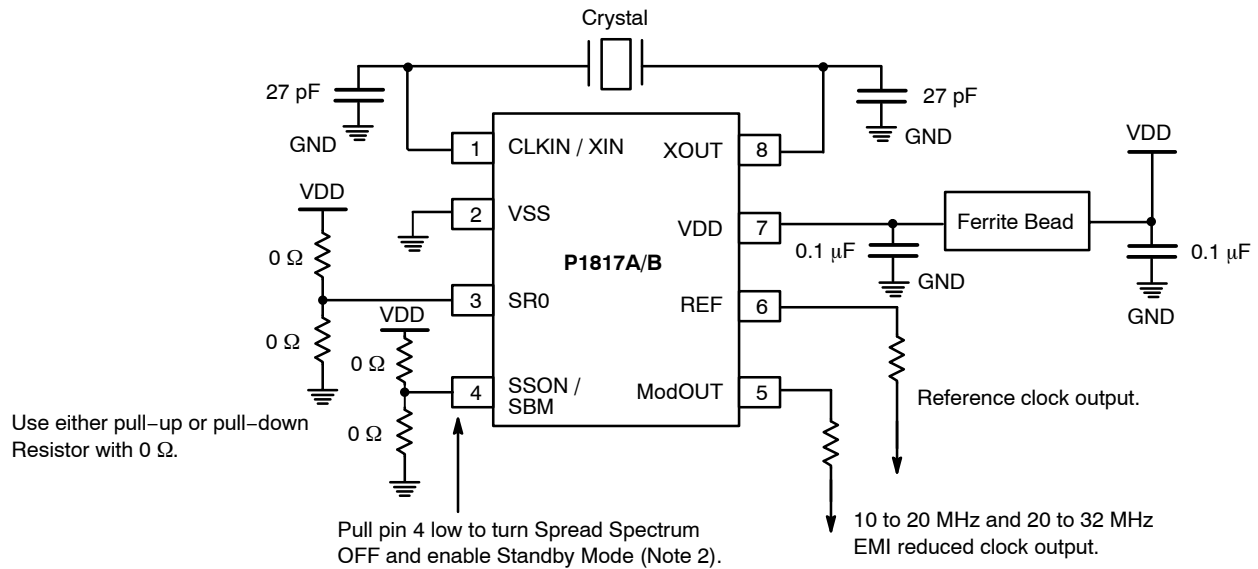 Crystal
27 pF
GND
27 pF
GND
1
CLKIN / XIN
XOUT
8
VDD
VDD
2
VSS
VDD
7
Ferrite Bead
0.1 μF
GND
0.1 μF
GND
P1817A/B
0 Ω
0 Ω
3
SR0
REF
6
VDD
0 Ω
0 Ω
4
SSON /
SBM
ModOUT
5
Reference clock output.
Use either pull−up or pull−down
Resistor with 0 Ω.
Pull pin 4 low to turn Spread Spectrum
OFF and enable Standby Mode (Note 2).
10 to 20 MHz and 20 to 32 MHz
EMI reduced clock output.